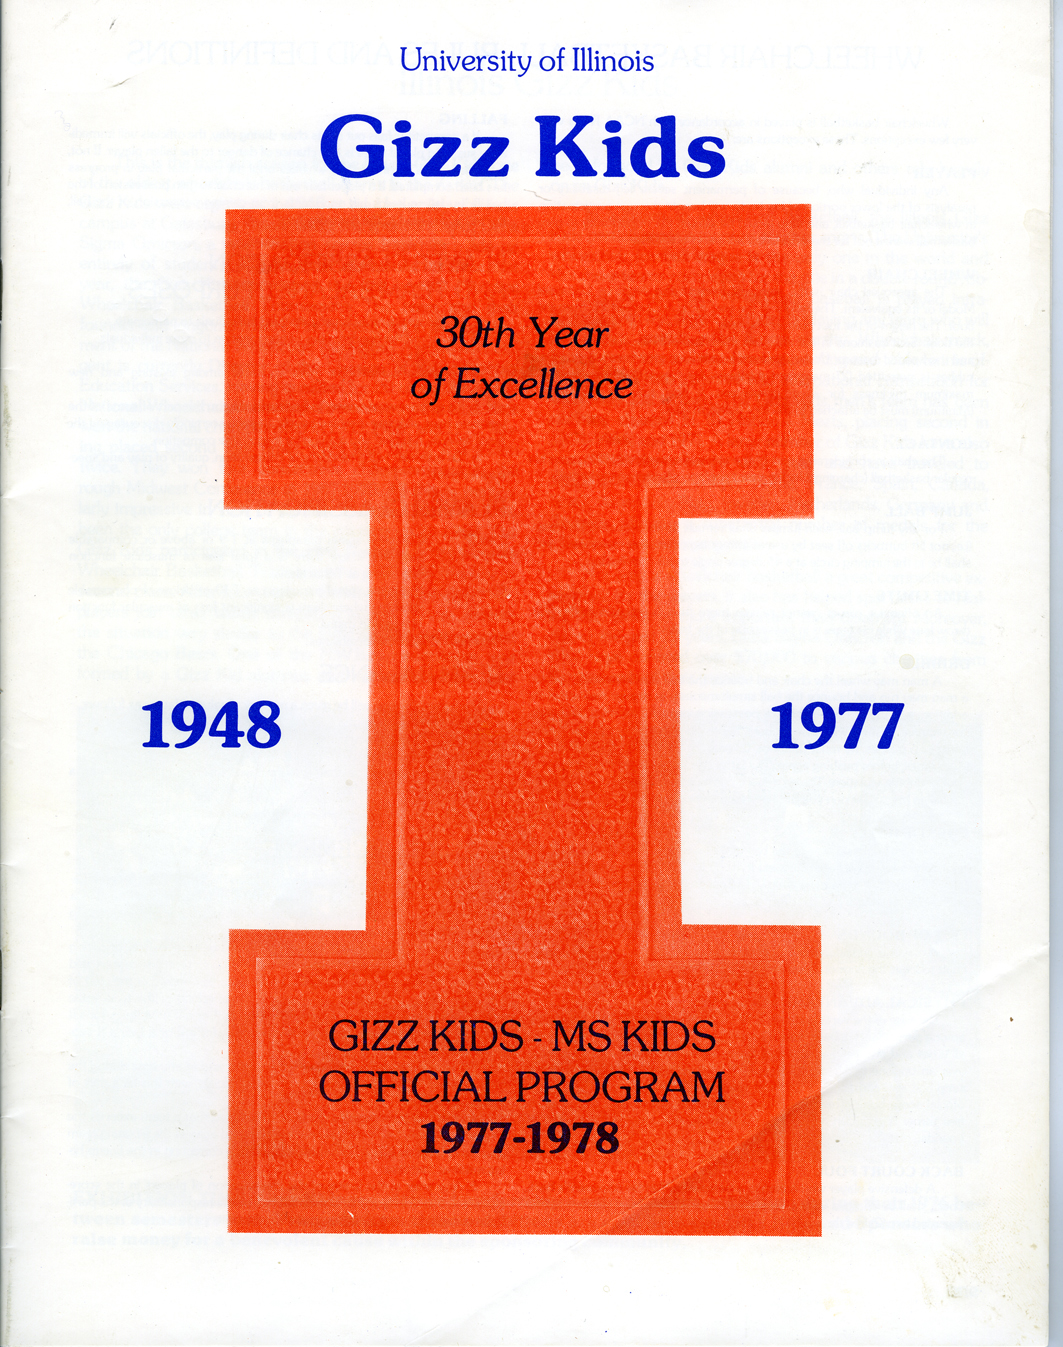 University of Illinois
Gizz Kids
30th Year
of Excellence
1948
1977
GIZZ KIDS - MS KIDS
OFFICIAL PROGRAM
1977-1978